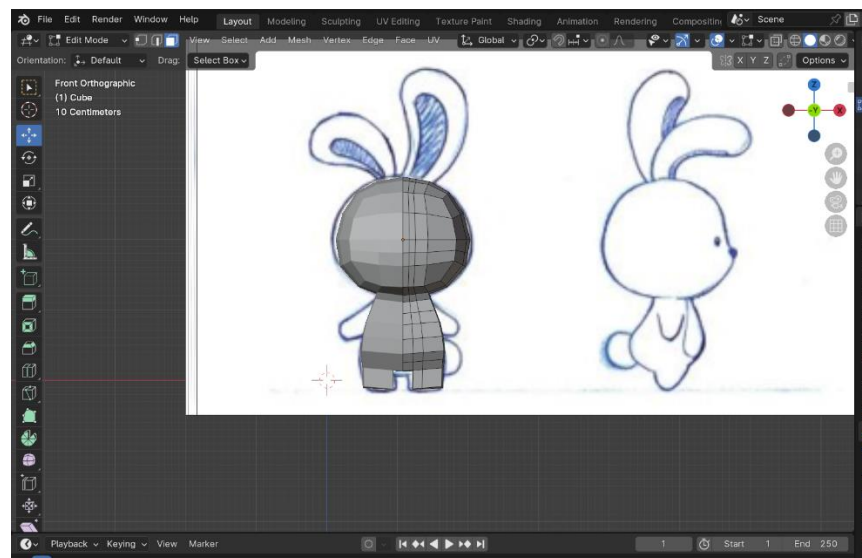 File Edit Render Window Help Layout Modeling Sculpting UV Editing Texture Paint Shading Animation Rendering Compositin Scene
Edit Mode View Select Add Mesh Vertex Edge Face UV Global
Orientation: Default Drag: Select Box X Y Z Options
Front Orthographic
(1) Cube
10 Centimeters
Z
-Y
X
Playback Keying View Marker 1 Start 1 End 250